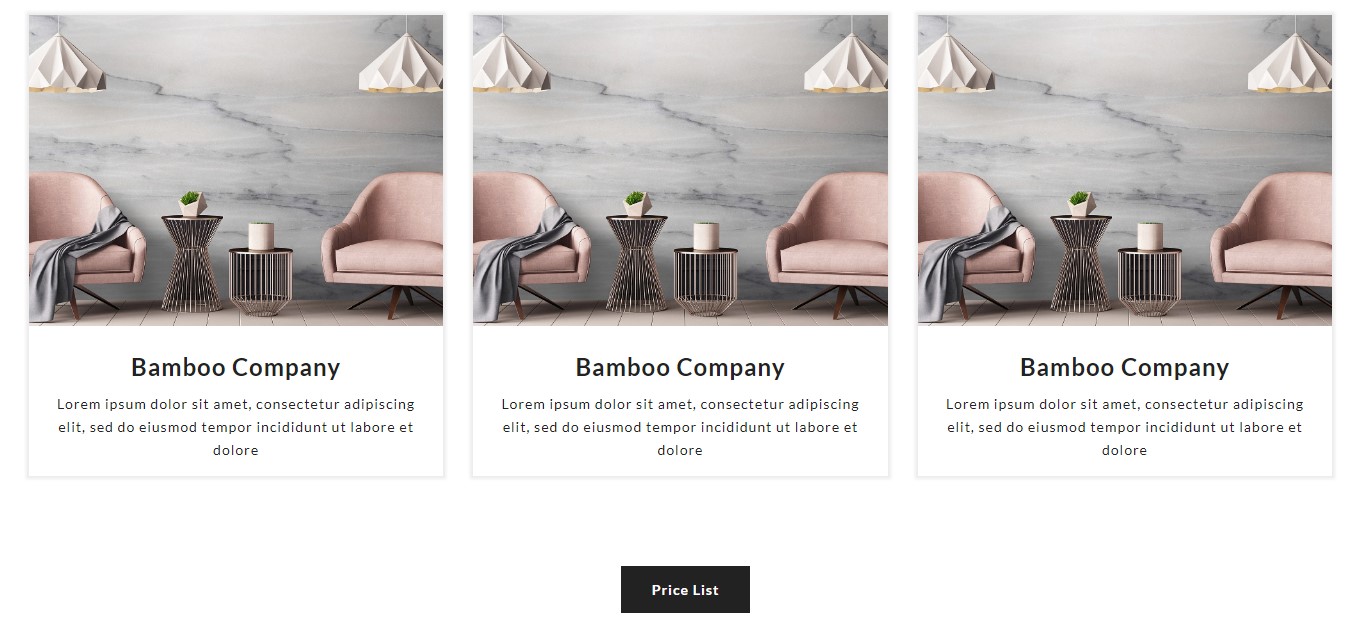 Bamboo Company
Lorem ipsum dolor sit amet, consectetur adipiscing
elit, sed do eiusmod tempor incididunt ut labore et
dolore
Bamboo Company
Lorem ipsum dolor sit amet, consectetur adipiscing
elit, sed do eiusmod tempor incididunt ut labore et
dolore
Bamboo Company
Lorem ipsum dolor sit amet, consectetur adipiscing
elit, sed do eiusmod tempor incididunt ut labore et
dolore
Price List